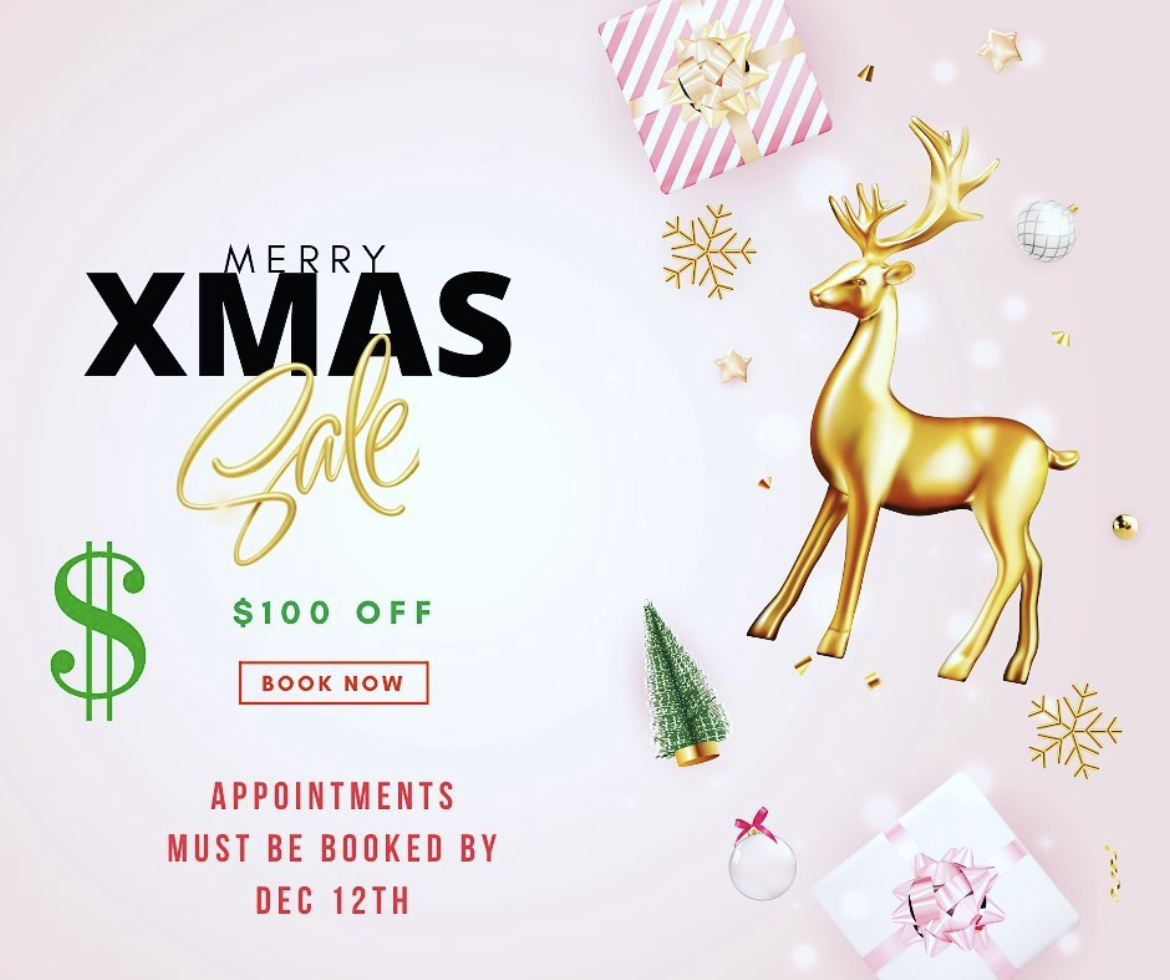 MERRY
XMAS
Sale
$
$100 OFF
BOOK NOW
APPOINTMENTS
MUST BE BOOKED BY
DEC 12TH